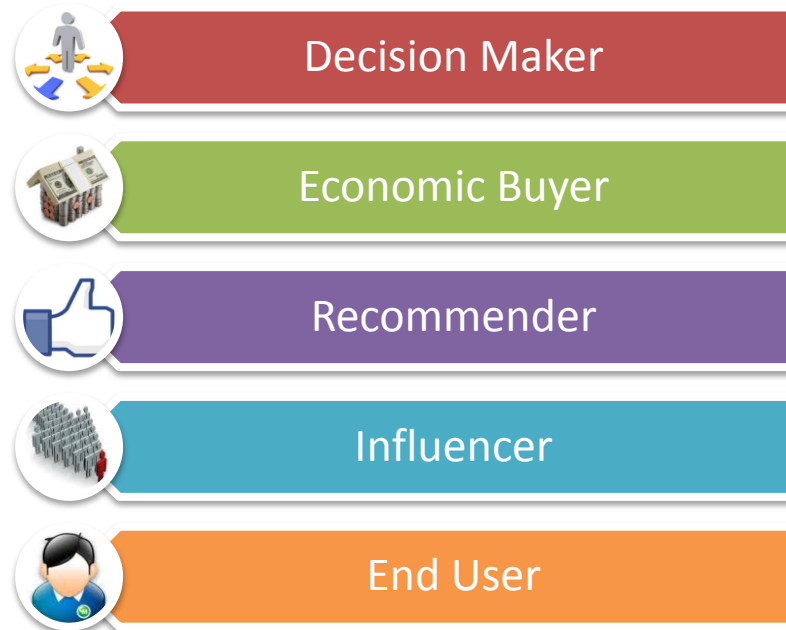 Decision Maker
Economic Buyer
Recommender
Influencer
End User